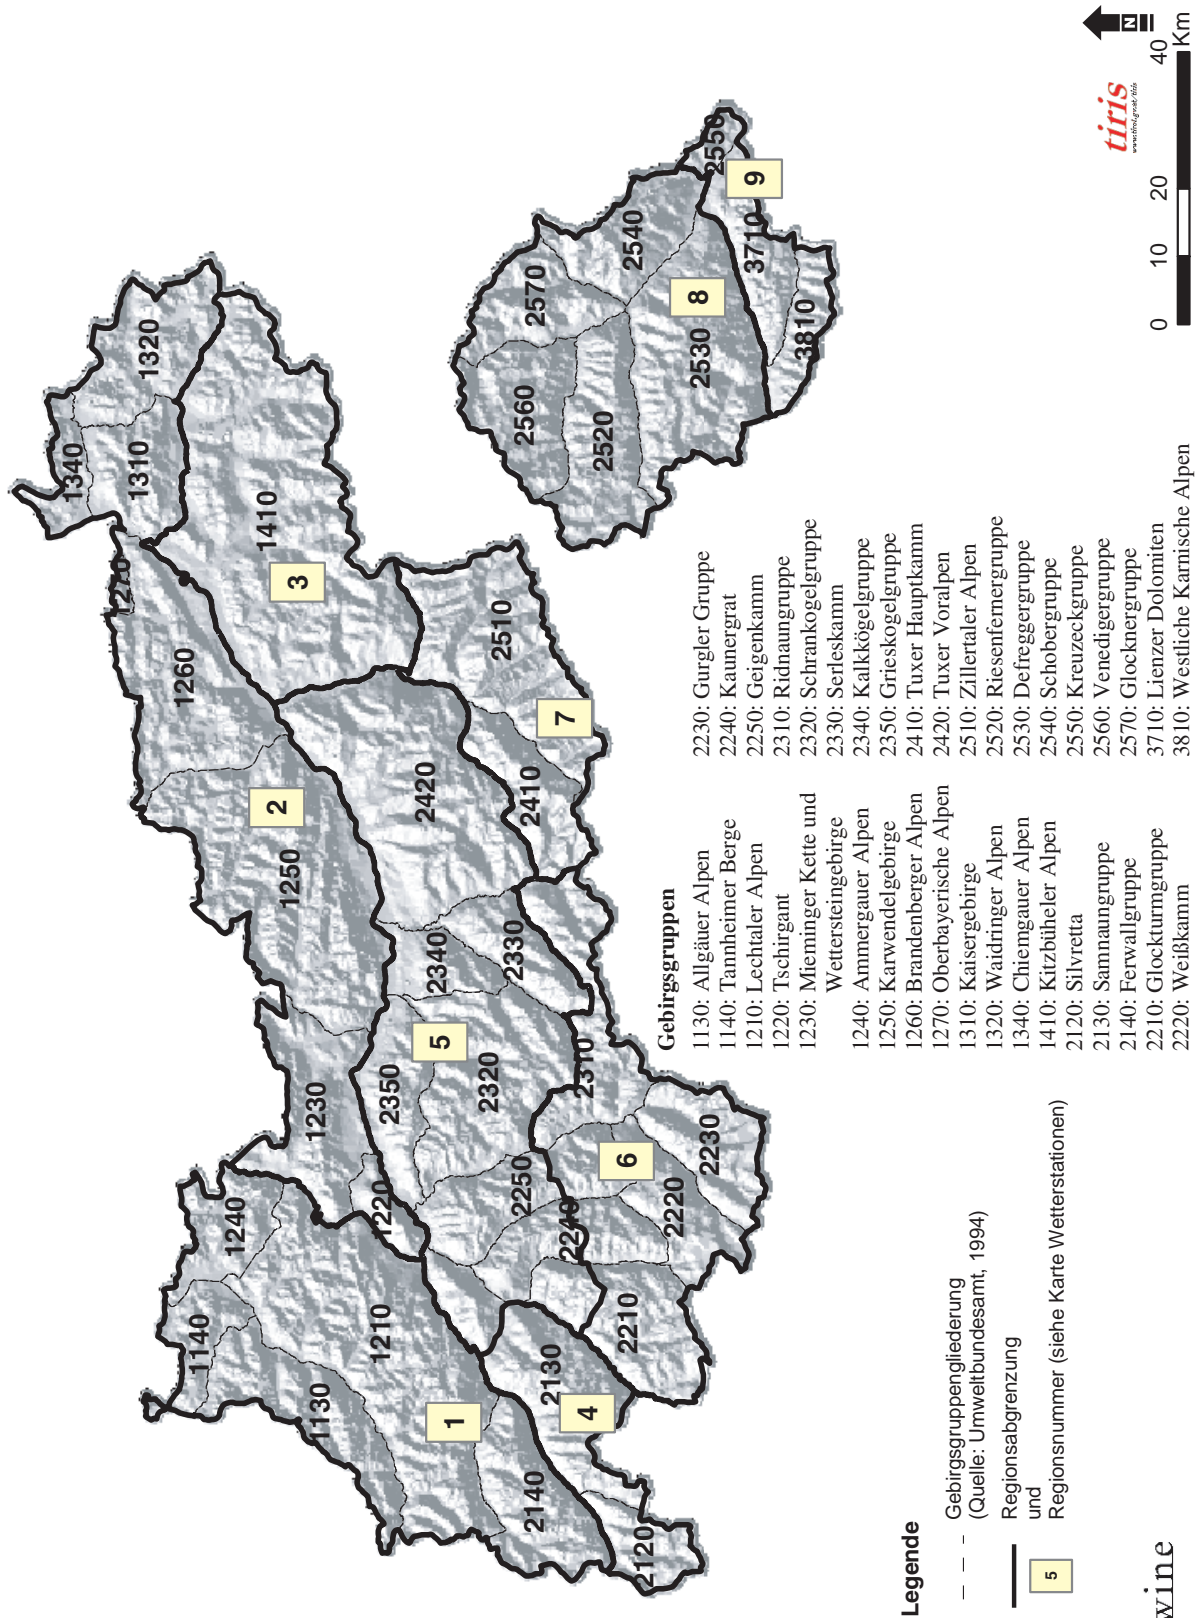 1340
1320
1310
1270
1260
1410
3
1250
2
1240
1140
1230
1130
1210
1220
1
2350
2340
2420
5
2320
2330
2410
2510
7
2250
2240
2310
2140
2130
4
2210
6
2220
2230
2120
2570
2540
2550
2560
2520
8
2530
9
3710
3810
Gebirgsgruppen
1130: Allgäuer Alpen
1140: Tannheimer Berge
1210: Lechtaler Alpen
1220: Tschirgant
1230: Mieminger Kette und
Wettersteingebirge
1240: Ammergauer Alpen
1250: Karwendelgebirge
1260: Brandenberger Alpen
1270: Oberbayerische Alpen
1310: Kaisergebirge
1320: Waidringer Alpen
1340: Chiemgauer Alpen
1410: Kitzbüheler Alpen
2120: Silvretta
2130: Samnaungruppe
2140: Ferwallgruppe
2210: Glockturmgruppe
2220: Weißkamm
2230: Gurgler Gruppe
2240: Kaunergrat
2250: Geigenkamm
2310: Ridnaungruppe
2320: Schrankogelgruppe
2330: Serleskamm
2340: Kalkkögelgruppe
2350: Grieskogelgruppe
2410: Tuxer Hauptkamm
2420: Tuxer Voralpen
2510: Zillertaler Alpen
2520: Riesenfernergruppe
2530: Defreggergruppe
2540: Schobergruppe
2550: Kreuzeckgruppe
2560: Venedigergruppe
2570: Glocknergruppe
3710: Lienzer Dolomiten
3810: Westliche Karnische Alpen
Legende
Gebirgsgruppengliederung
(Quelle: Umweltbundesamt, 1994)
Regionsabgrenzung
und
5
Regionsnummer (siehe Karte Wetterstationen)
tiris
www.tirol.gv.at/tiris
N
0 10 20 40
Km
wine